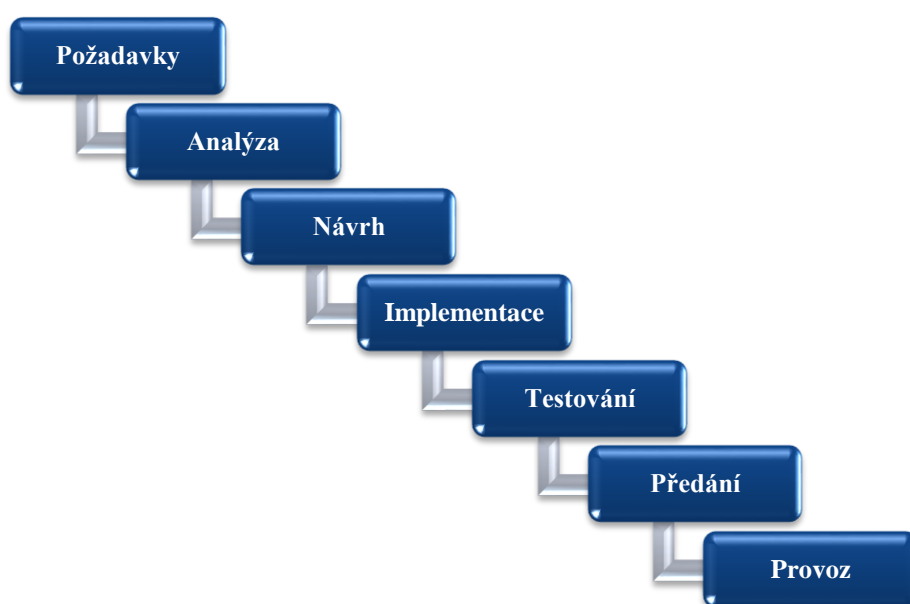 Požadavky
Analýza
Návrh
Implementace
Testování
Předání
Provoz